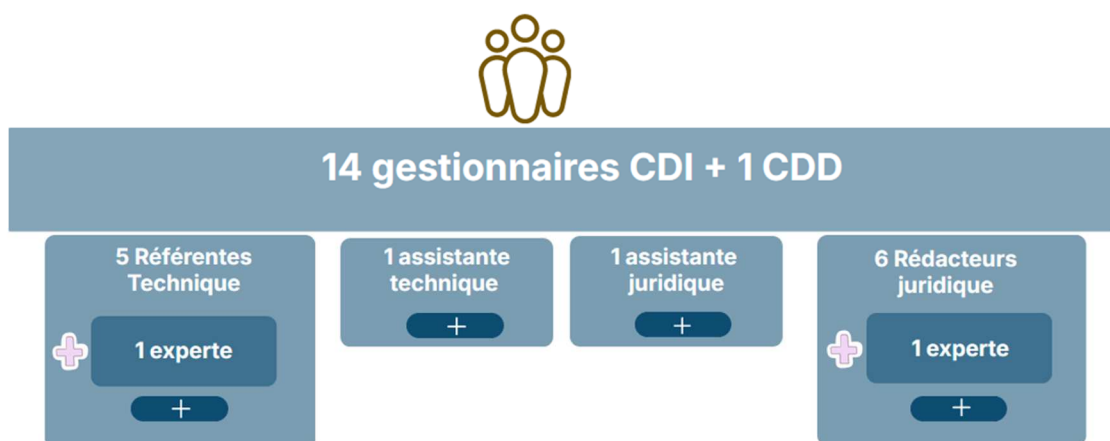 14 gestionnaires CDI + 1 CDD
5 Référentes
Technique
1 experte
+
1 assistante
technique
+
1 assistante
juridique
+
6 Rédacteurs
juridique
1 experte
+